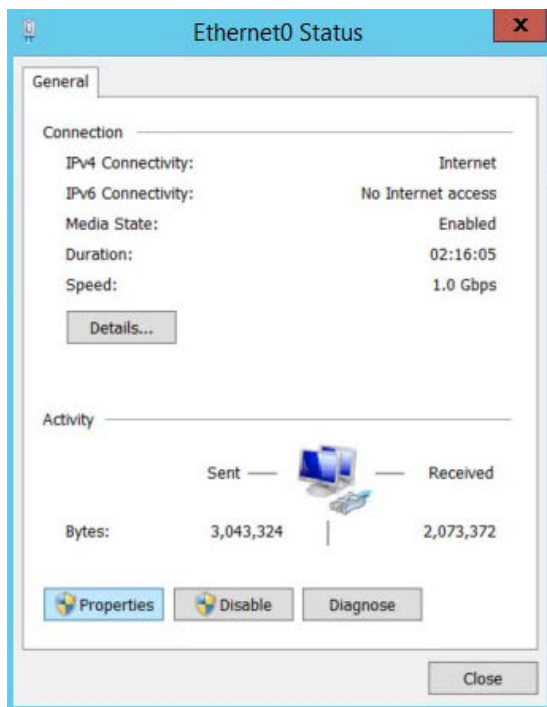 Ethernet0 Status
X
General
Connection
IPv4 Connectivity: Internet
IPv6 Connectivity: No Internet access
Media State: Enabled
Duration: 02:16:05
Speed: 1.0 Gbps
Details...
Activity
Sent Received
Bytes: 3,043,324 2,073,372
Properties Disable Diagnose
Close